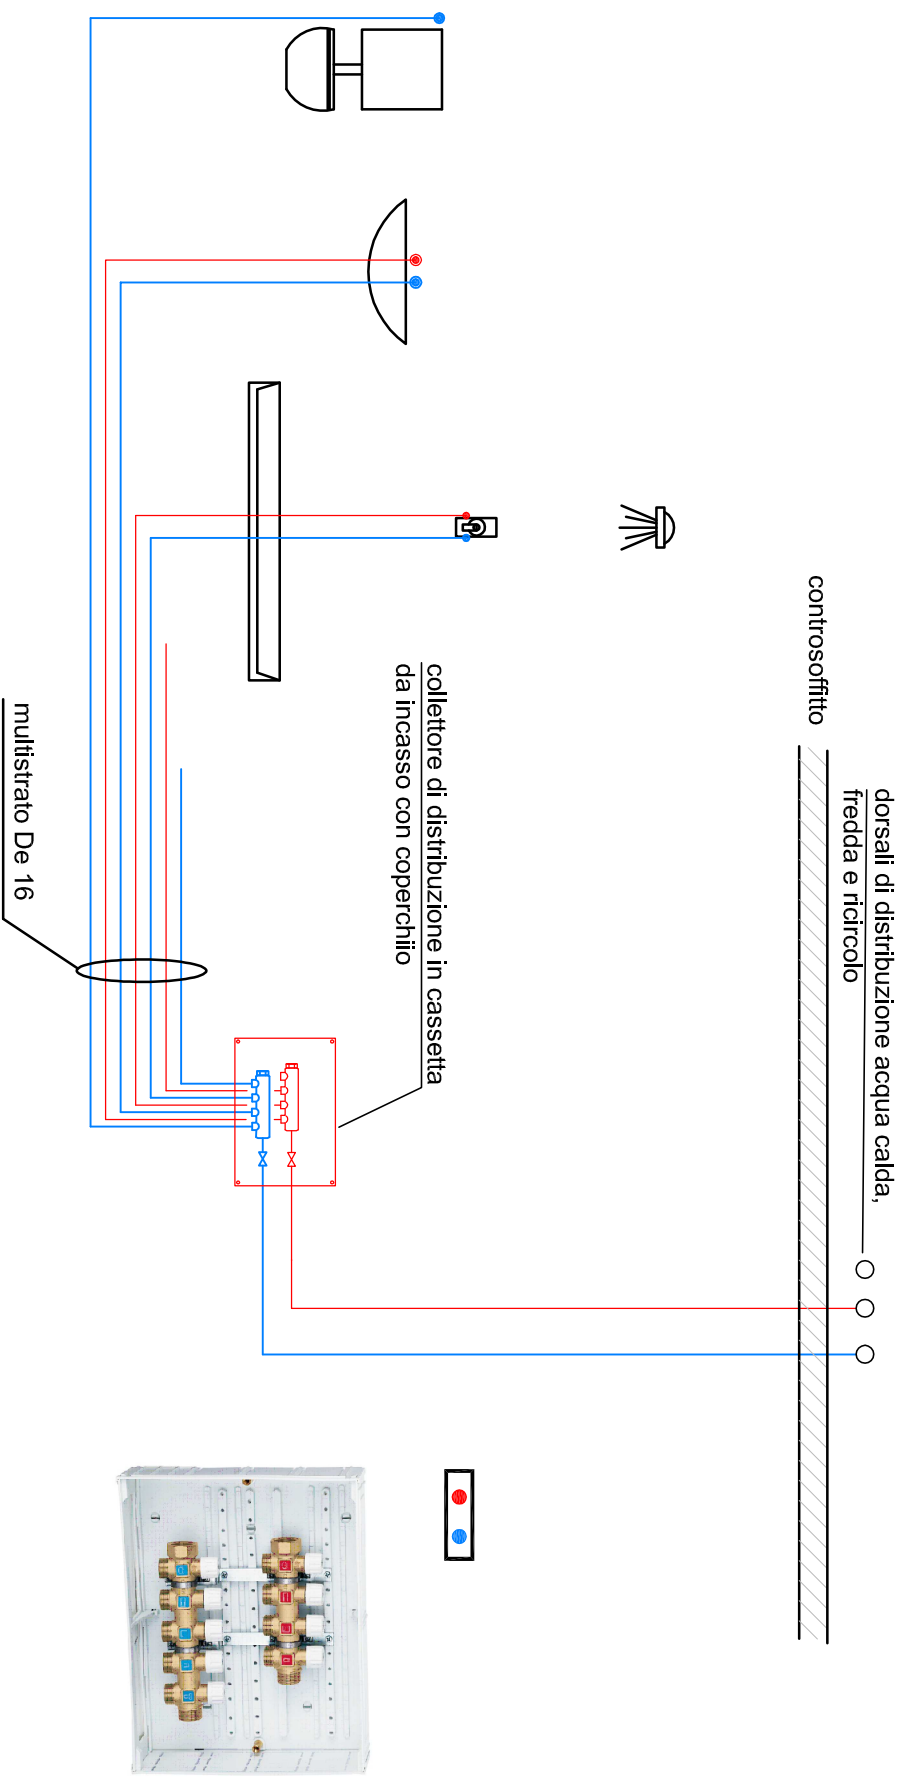 dorsali di distribuzione acqua calda,
fredda e ricircolo
controsoffitto
collettore di distribuzione in cassetta
da incasso con coperchiio
multistrato De 16